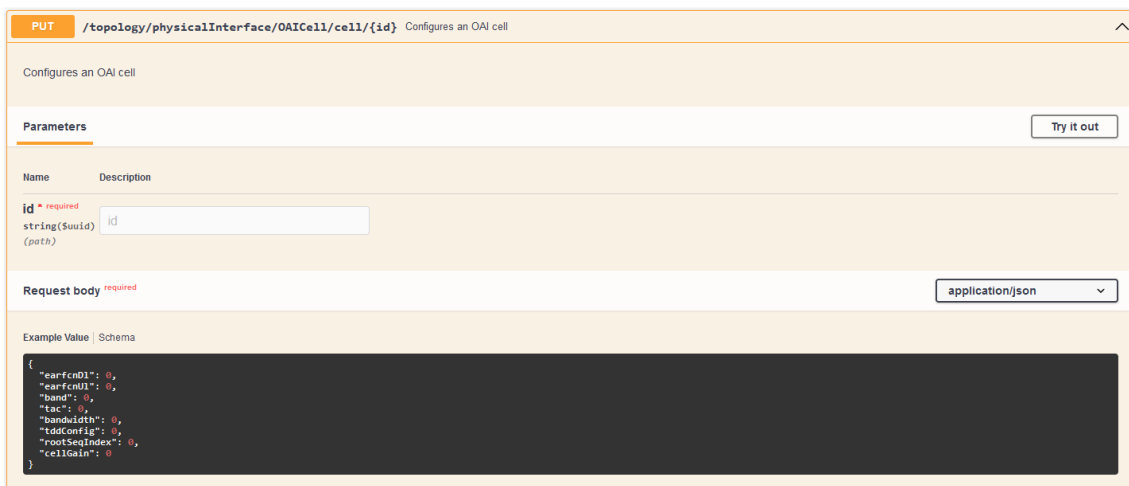 PUT /topology/physicalInterface/OAICell/cell/{id} Configures an OAI cell
Configures an OAI cell
Parameters
Try it out
Name Description
id * required
string($uuid)
(path)
id
Request body required
application/json
Example Value | Schema
{
"earfcnDl": 0,
"earfcnUl": 0,
"band": 0,
"tac": 0,
"bandwidth": 0,
"tddConfig": 0,
"rootSeqIndex": 0,
"cellGain": 0
}